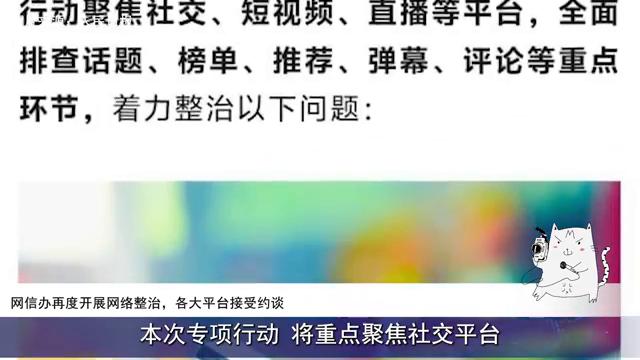 行动聚焦社交、短视频、直播等平台，全面
排查话题、榜单、推荐、弹幕、评论等重点
环节，着力整治以下问题：
网信办再度开展网络整治，各大平台接受约谈
本次专项行动 将重点聚焦社交平台